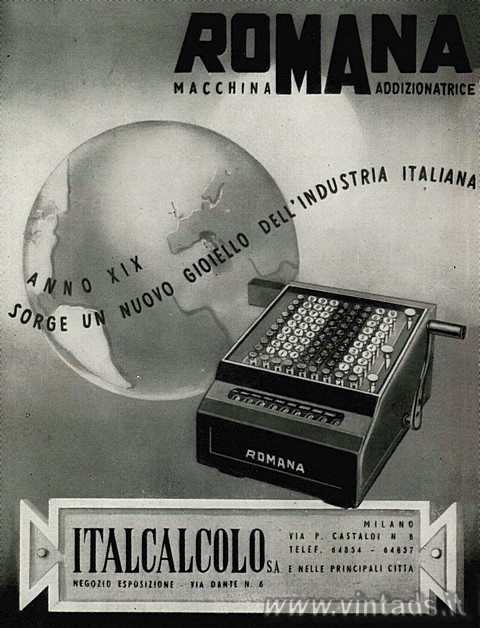 ROMANA
MACCHINA ADDIZIONATRICE
ANNO XIX
SORGE UN NUOVO GIOIELLO DELL'INDUSTRIA ITALIANA
ROMANA
ITALCALCOLO S.A.
NEGOZIO ESPOSIZIONE - VIA DANTE N. 6
MILANO
VIA P. CASTALDI N 8
TELEF. 64854 - 64857
E NELLE PRINCIPALI CITTA
www.vintads.it